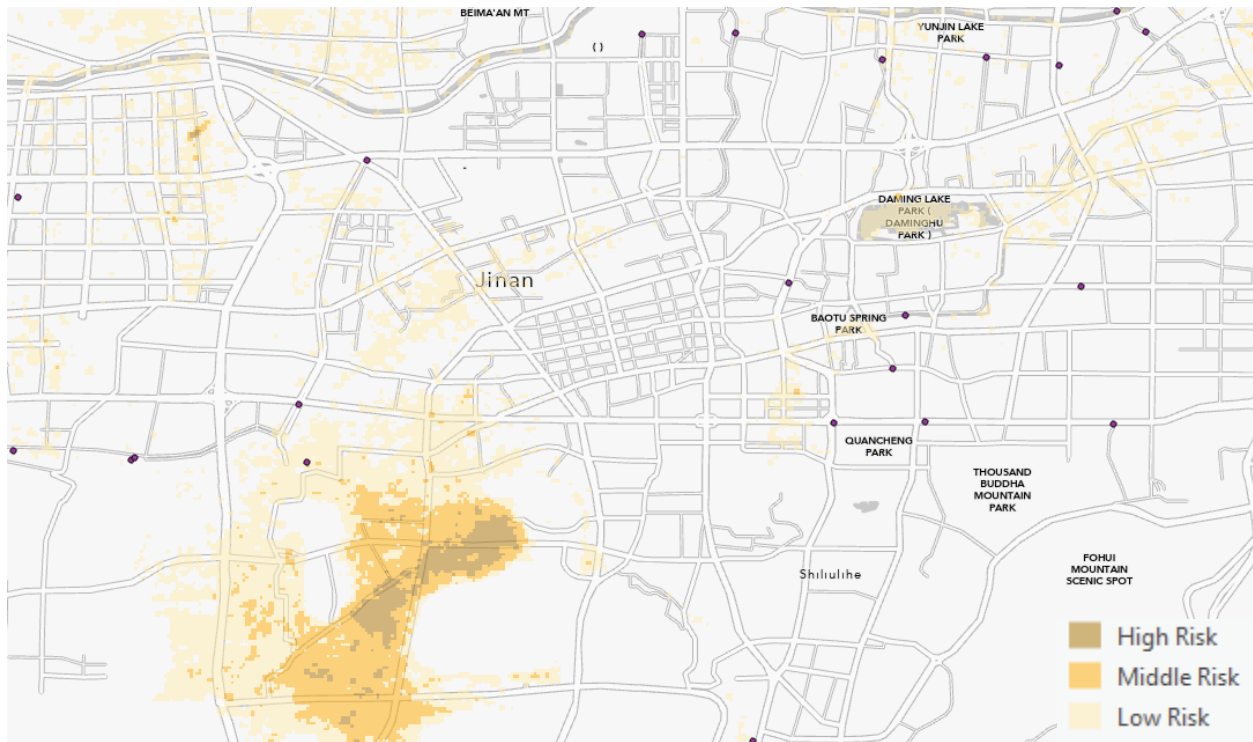 BEIMA'AN MT
( )
YUNJIN LAKE
PARK
DAMING LAKE
PARK (
DAMINGHU
PARK )
Jinan
BAOTU SPRING
PARK
QUANCHENG
PARK
THOUSAND
BUDDHA
MOUNTAIN
PARK
FOHUI
MOUNTAIN
SCENIC SPOT
Shiliulihe
High Risk
Middle Risk
Low Risk